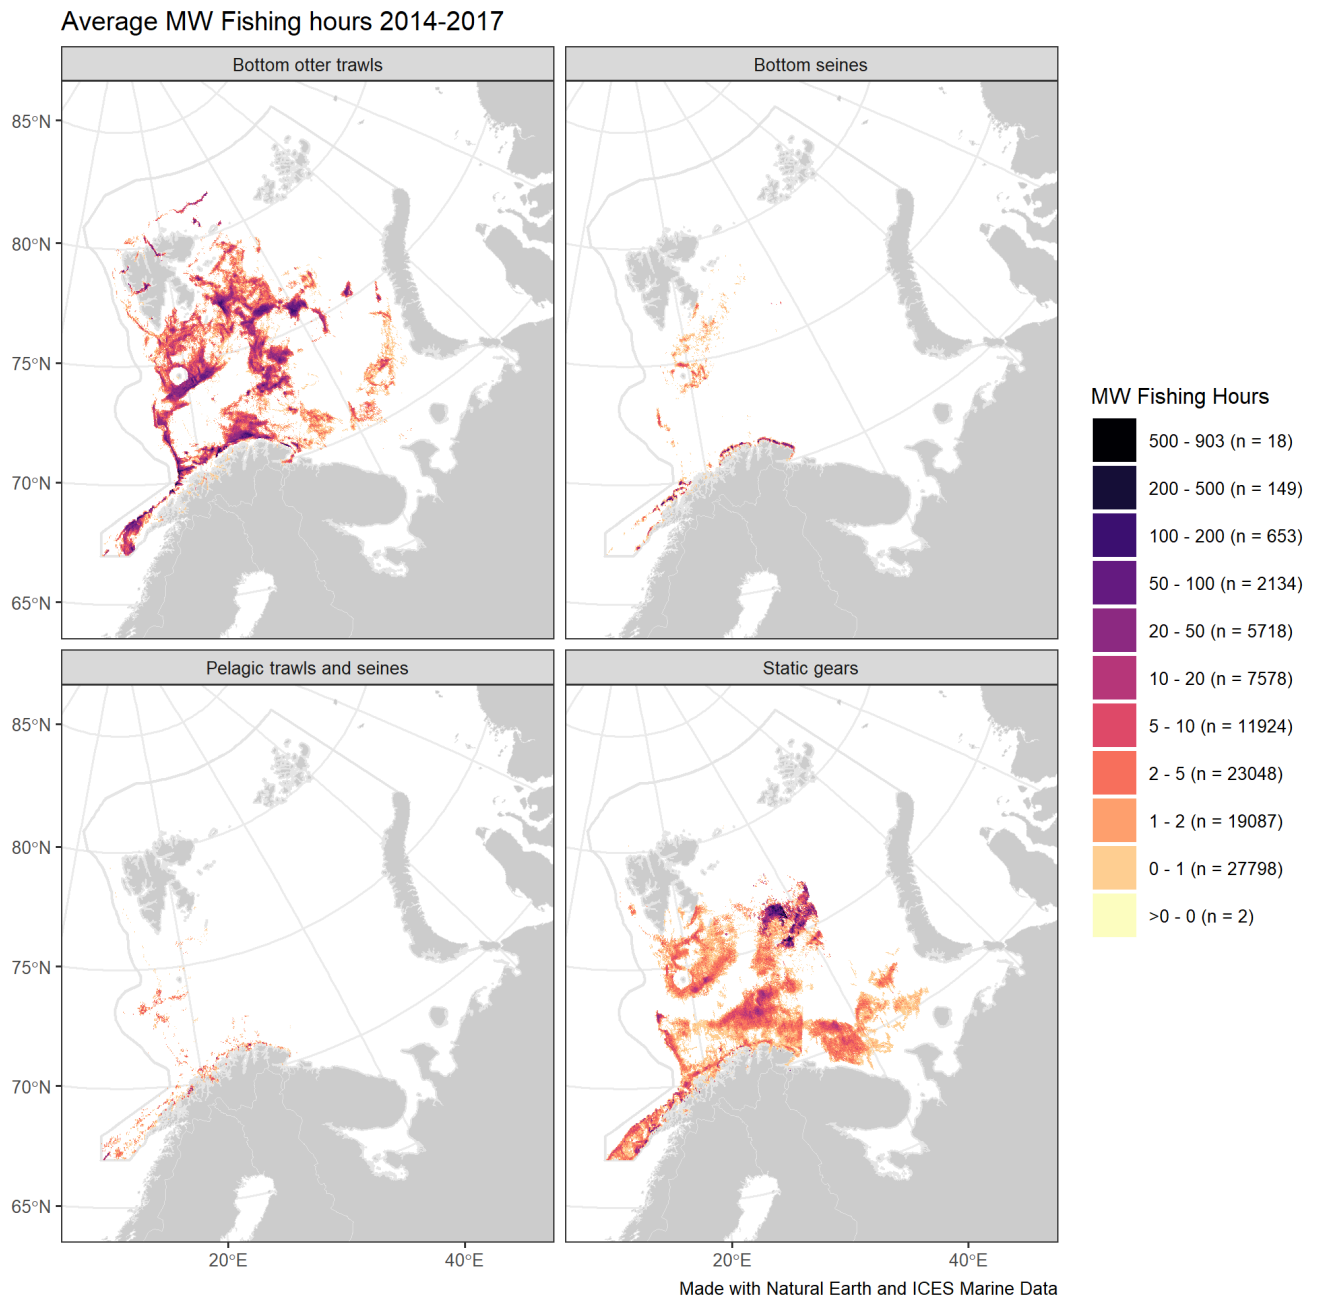 Average MW Fishing hours 2014-2017
Bottom otter trawls
Bottom seines
85°N
80°N
75°N
70°N
65°N
Pelagic trawls and seines
Static gears
85°N
80°N
75°N
70°N
65°N
20°E
40°E
20°E
40°E
MW Fishing Hours
500 - 903 (n = 18)
200 - 500 (n = 149)
100 - 200 (n = 653)
50 - 100 (n = 2134)
20 - 50 (n = 5718)
10 - 20 (n = 7578)
5 - 10 (n = 11924)
2 - 5 (n = 23048)
1 - 2 (n = 19087)
0 - 1 (n = 27798)
>0 - 0 (n = 2)
Made with Natural Earth and ICES Marine Data